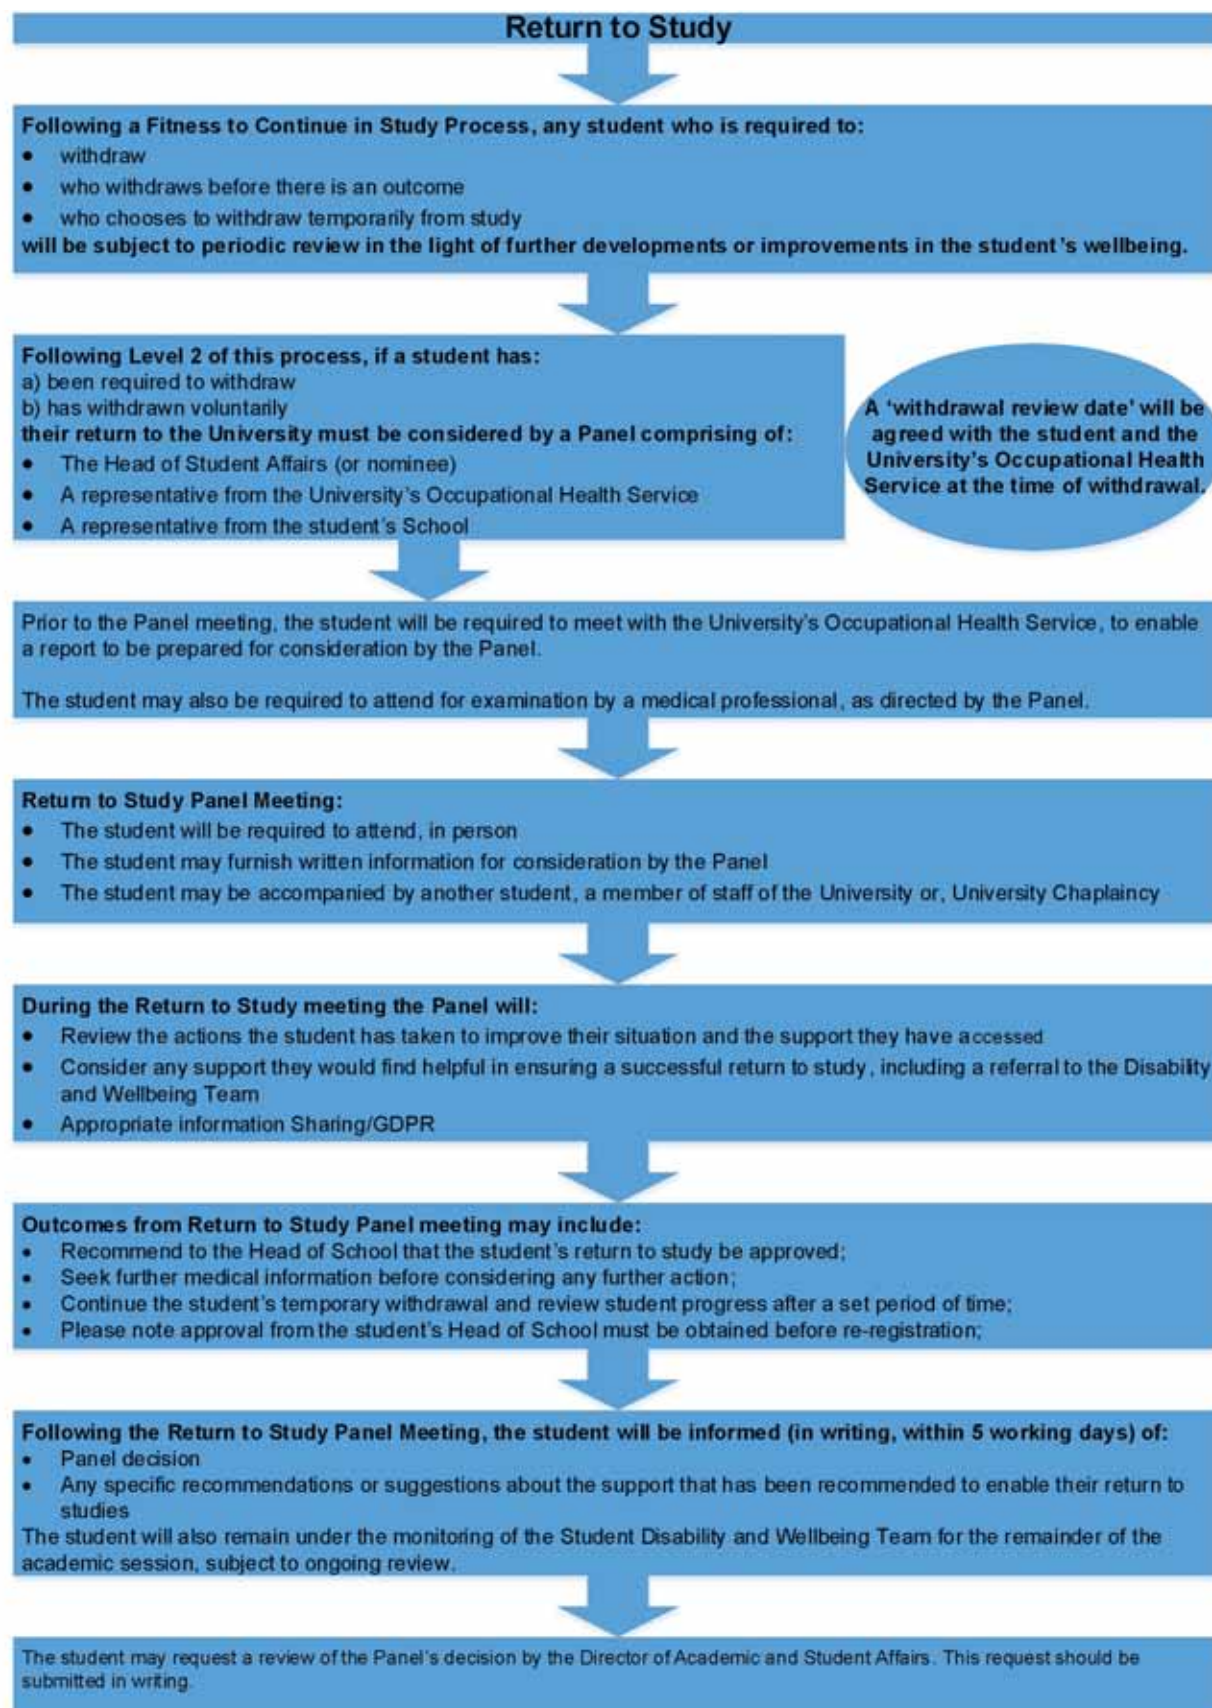 Return to Study
Following a Fitness to Continue in Study Process, any student who is required to:
• withdraw
• who withdraws before there is an outcome
• who chooses to withdraw temporarily from study
will be subject to periodic review in the light of further developments or improvements in the student's wellbeing.
Following Level 2 of this process, if a student has:
a) been required to withdraw
b) has withdrawn voluntarily
their return to the University must be considered by a Panel comprising of:
• The Head of Student Affairs (or nominee)
• A representative from the University's Occupational Health Service
• A representative from the student's School
A 'withdrawal review date' will be
agreed with the student and the
University's Occupational Health
Service at the time of withdrawal.
Prior to the Panel meeting, the student will be required to meet with the University's Occupational Health Service, to enable
a report to be prepared for consideration by the Panel.
The student may also be required to attend for examination by a medical professional, as directed by the Panel.
Return to Study Panel Meeting:
• The student will be required to attend, in person
• The student may furnish written information for consideration by the Panel
• The student may be accompanied by another student, a member of staff of the University or, University Chaplaincy
During the Return to Study meeting the Panel will:
• Review the actions the student has taken to improve their situation and the support they have accessed
• Consider any support they would find helpful in ensuring a successful return to study, including a referral to the Disability
and Wellbeing Team
• Appropriate information Sharing/GDPR
Outcomes from Return to Study Panel meeting may include:
• Recommend to the Head of School that the student's return to study be approved;
• Seek further medical information before considering any further action;
• Continue the student's temporary withdrawal and review student progress after a set period of time;
• Please note approval from the student's Head of School must be obtained before re-registration;
Following the Return to Study Panel Meeting, the student will be informed (in writing, within 5 working days) of:
• Panel decision
• Any specific recommendations or suggestions about the support that has been recommended to enable their return to
studies
The student will also remain under the monitoring of the Student Disability and Wellbeing Team for the remainder of the
academic session, subject to ongoing review.
The student may request a review of the Panel's decision by the Director of Academic and Student Affairs. This request should be
submitted in writing.